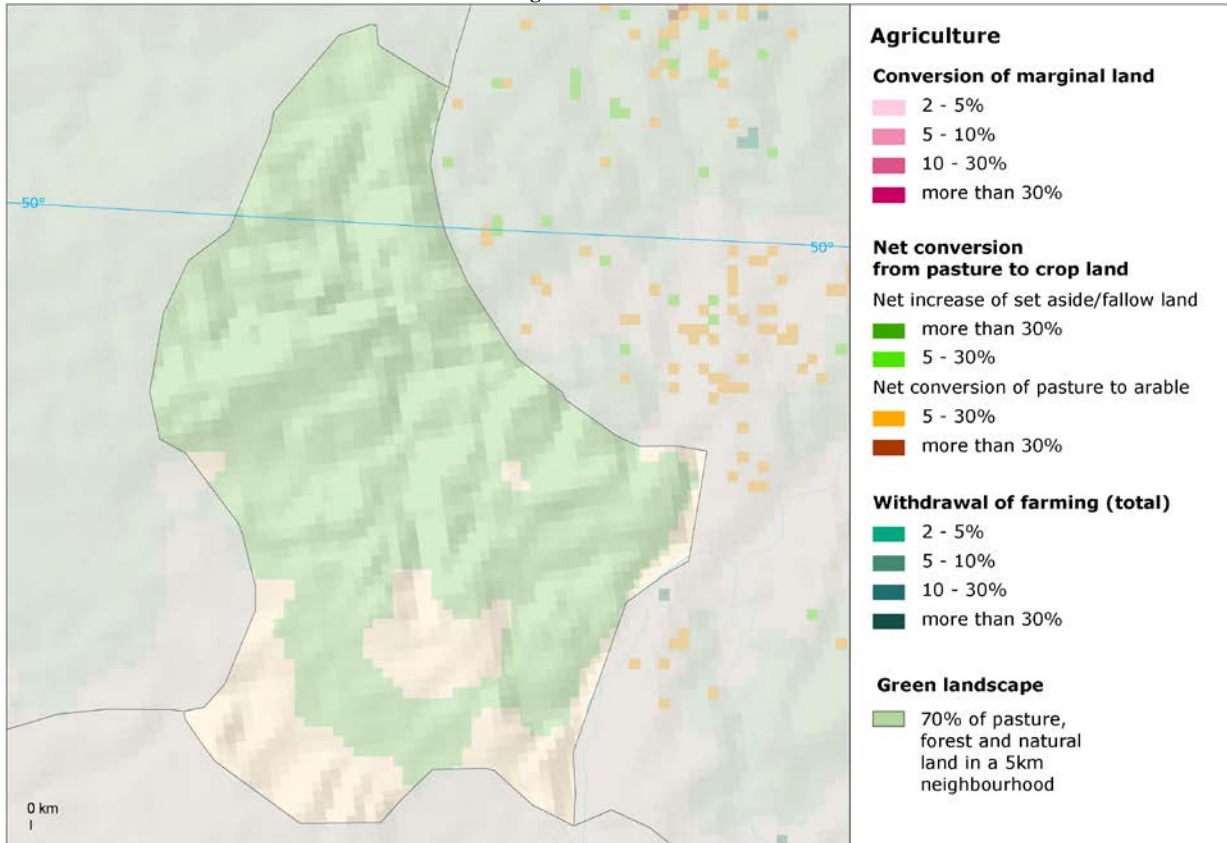 50°
50°
0 km
Agriculture
Conversion of marginal land
2 - 5%
5 - 10%
10 - 30%
more than 30%
Net conversion
from pasture to crop land
Net increase of set aside/fallow land
more than 30%
5 - 30%
Net conversion of pasture to arable
5 - 30%
more than 30%
Withdrawal of farming (total)
2 - 5%
5 - 10%
10 - 30%
more than 30%
Green landscape
70% of pasture,
forest and natural
land in a 5km
neighbourhood